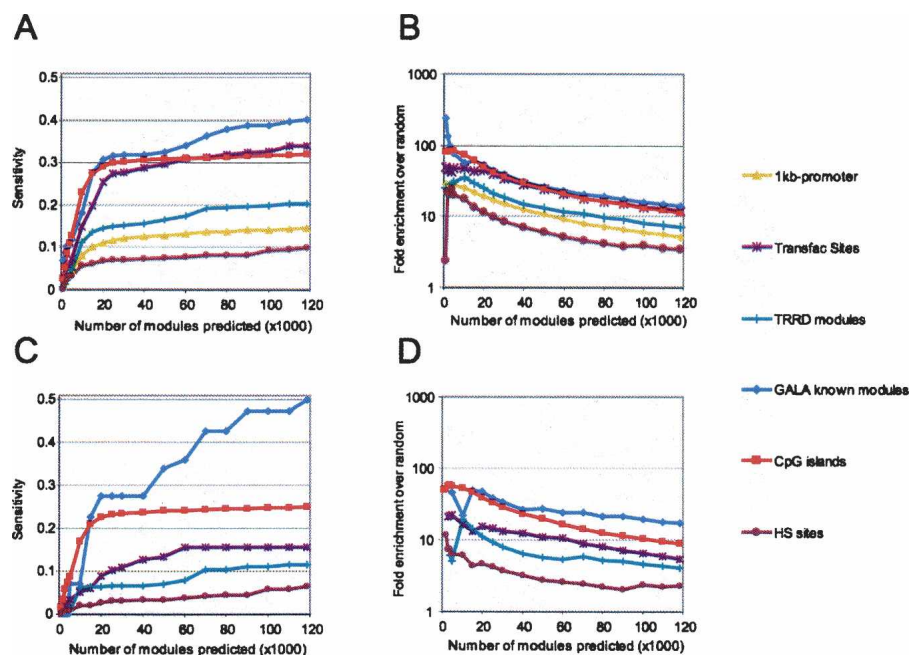 A
B
0.5
0.4
0.3
0.2
0.1
0
Sensitivity
0 20 40 60 80 100 120
Number of modules predicted (x1000)
1000
100
10
1
Fold enrichment over random
0 20 40 60 80 100 120
Number of modules predicted (x1000)
C
D
0.5
0.4
0.3
0.2
0.1
0
Sensitivity
0 20 40 60 80 100 120
Number of modules predicted (x1000)
1000
100
10
1
Fold enrichment over random
0 20 40 60 80 100 120
Number of modules predicted (x1000)
1kb-promoter
Transfac Sites
TRRD modules
GALA known modules
CpG islands
HS sites